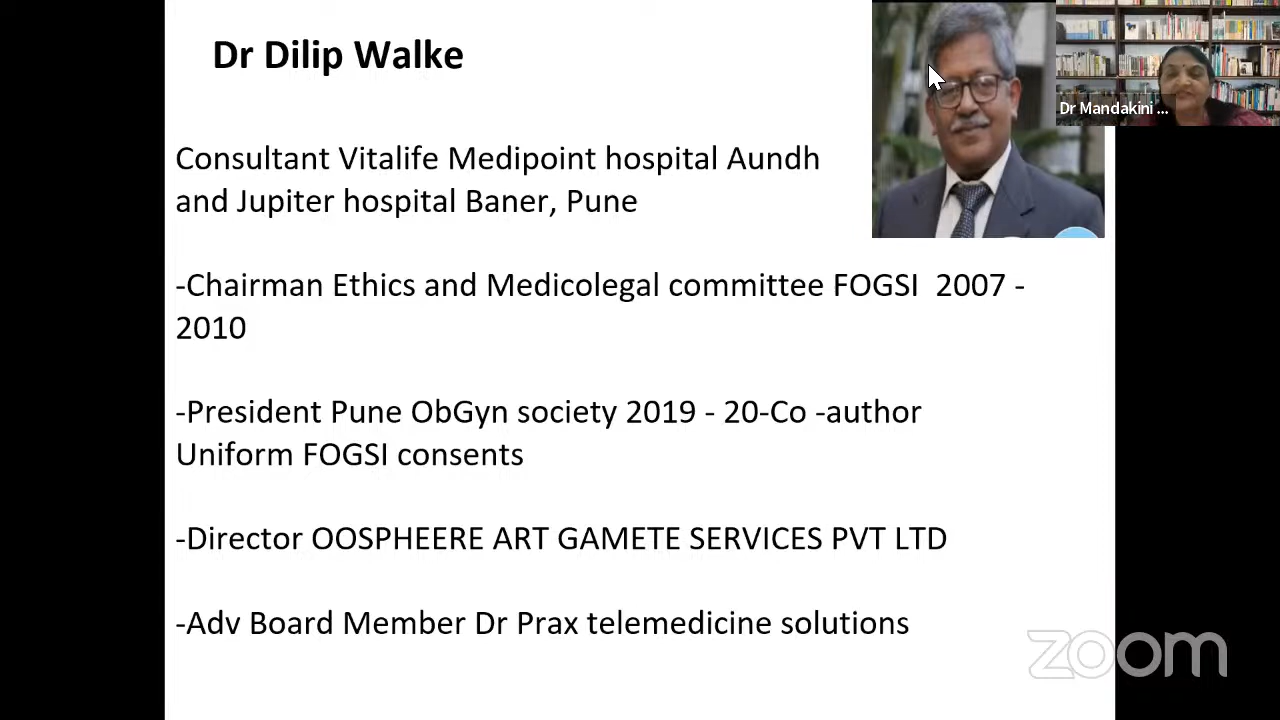 Dr Dilip Walke
Dr Mandakini ...
Consultant Vitalife Medipoint hospital Aundh
and Jupiter hospital Baner, Pune
-Chairman Ethics and Medicolegal committee FOGSI  2007 -
2010
-President Pune ObGyn society 2019 - 20-Co -author
Uniform FOGSI consents
-Director OOSPHEERE ART GAMETE SERVICES PVT LTD
-Adv Board Member Dr Prax telemedicine solutions
zoom